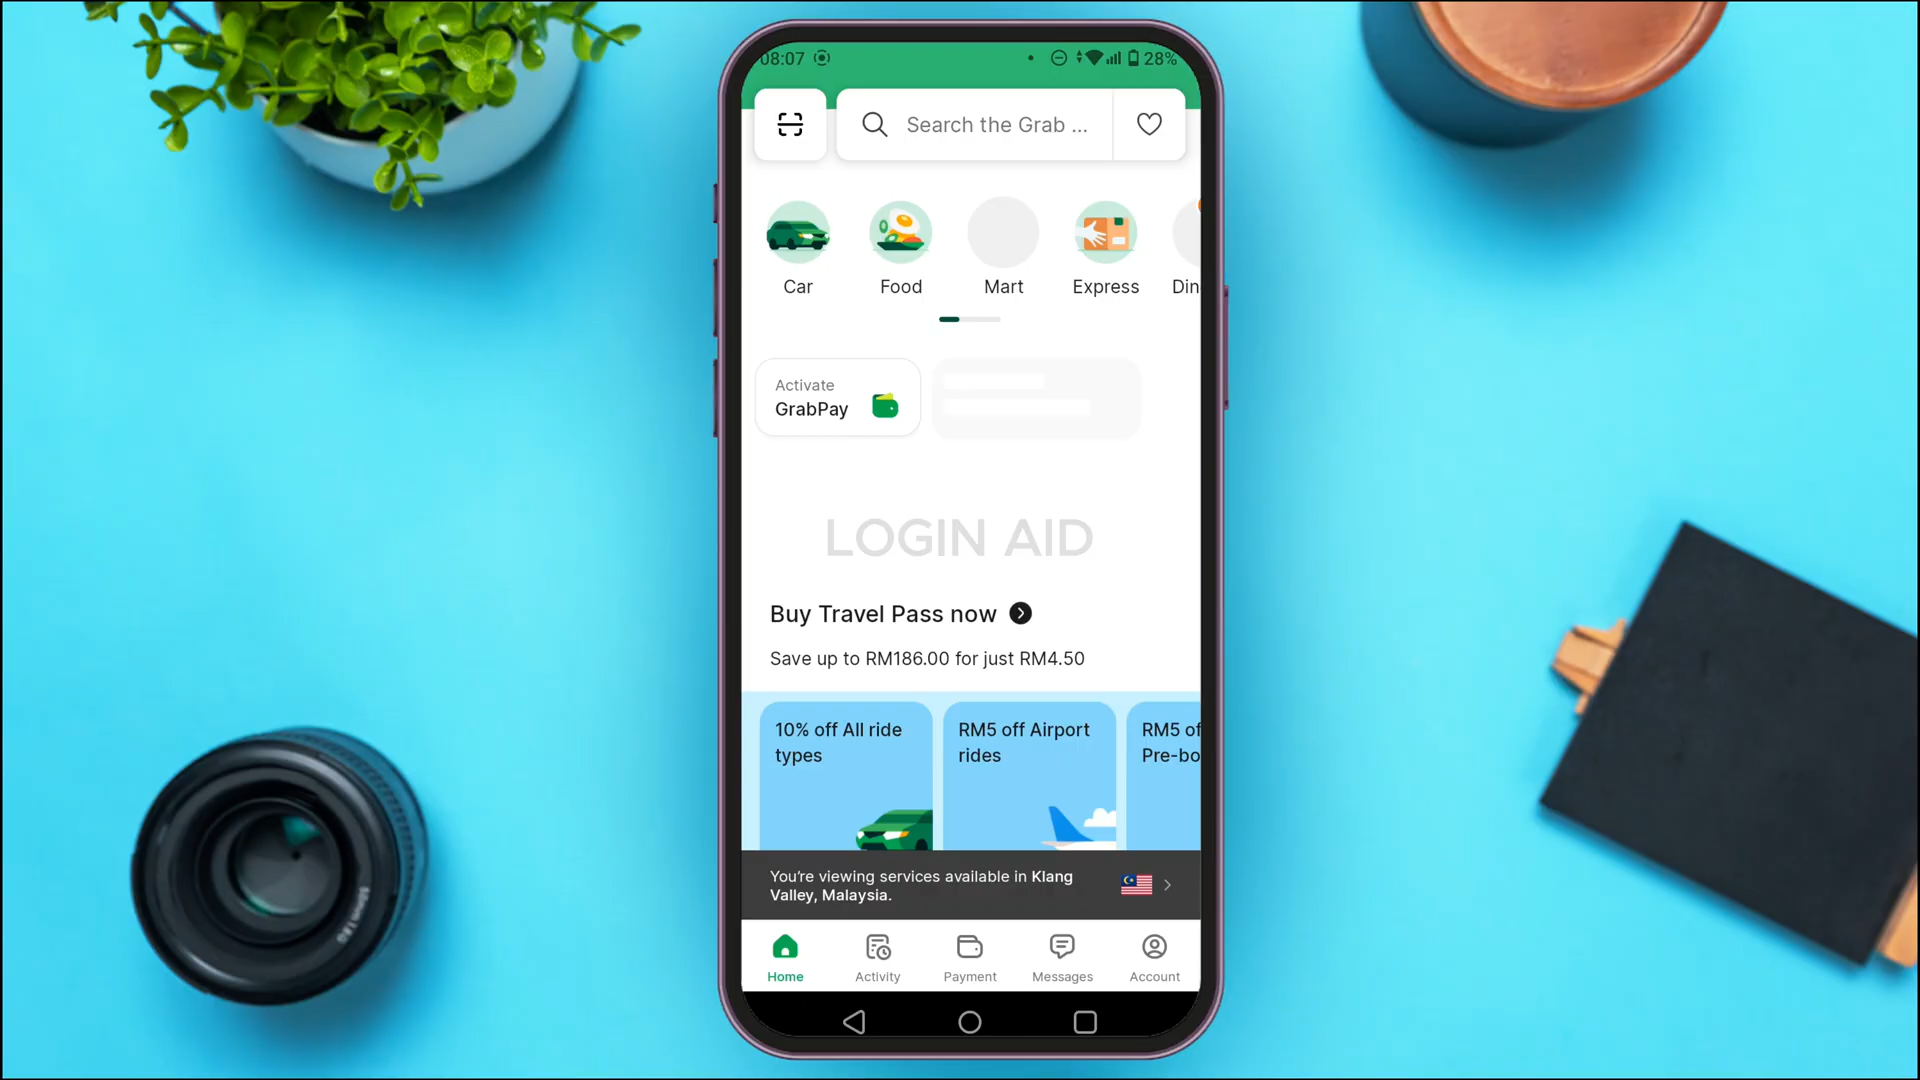 08:07
28%
Search the Grab ...
Car
Food
Mart
Express
Din
Activate
GrabPay
LOGIN AID
Buy Travel Pass now
Save up to RM186.00 for just RM4.50
10% off All ride
types
RM5 off Airport
rides
RM5 of
Pre-bo
You're viewing services available in Klang
Valley, Malaysia.
Home
Activity
Payment
Messages
Account